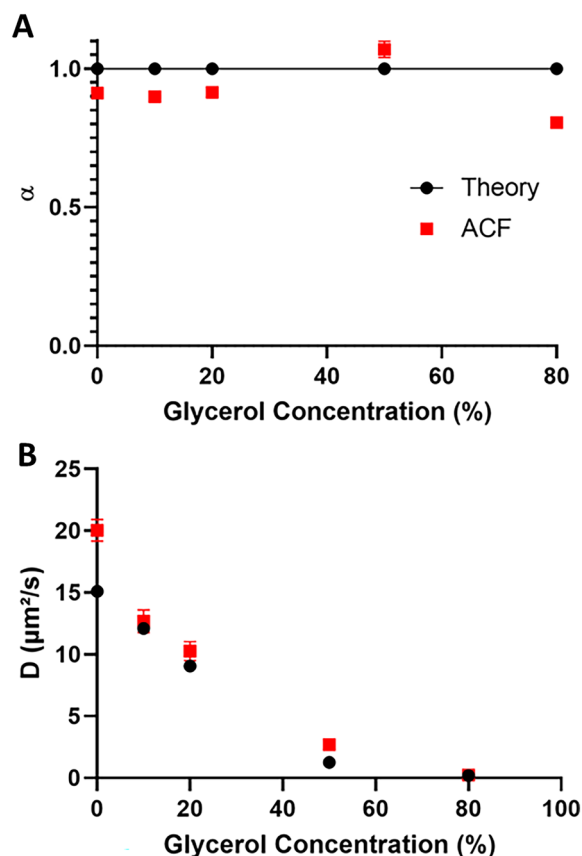 A
α
1.0
0.5
0.0
Theory
ACF
0 20 40 60 80
Glycerol Concentration (%)
B
D (µm²/s)
25
20
15
10
5
0
0 20 40 60 80 100
Glycerol Concentration (%)